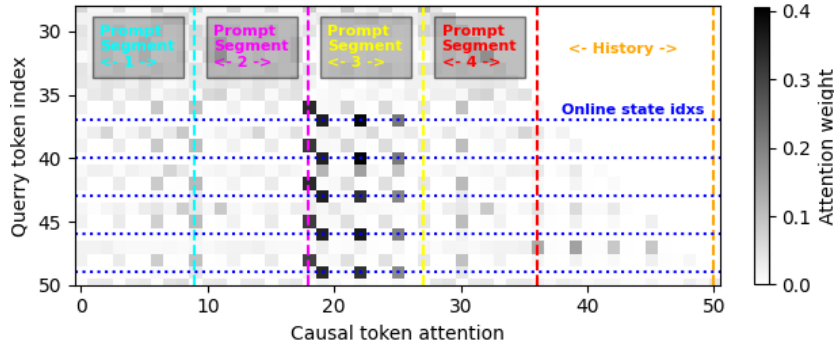 Prompt
Segment
<- 1 ->
Prompt
Segment
<- 2 ->
Prompt
Segment
<- 3 ->
Prompt
Segment
<- 4 ->
<- History ->
Online state idxs
30
35
40
45
50
Querry token index
0
10
20
30
40
50
Causal token attention
0.4
0.3
0.2
0.1
0.0
Attention weight